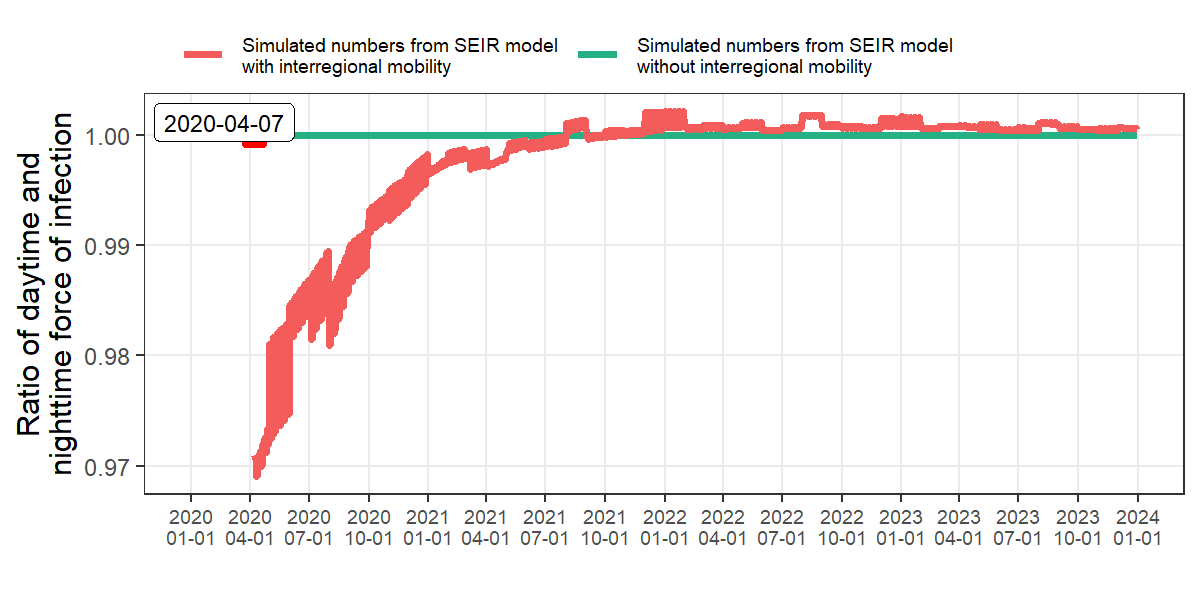 Simulated numbers from SEIR model
with interregional mobility
Simulated numbers from SEIR model
without interregional mobility
Ratio of daytime and
nighttime force of infection
2020-04-07
1.00
0.99
0.98
0.97
2020 2020 2020 2020 2021 2021 2021 2021 2022 2022 2022 2022 2023 2023 2023 2023 2024
01-01 04-01 07-01 10-01 01-01 04-01 07-01 10-01 01-01 04-01 07-01 10-01 01-01 04-01 07-01 10-01 01-01